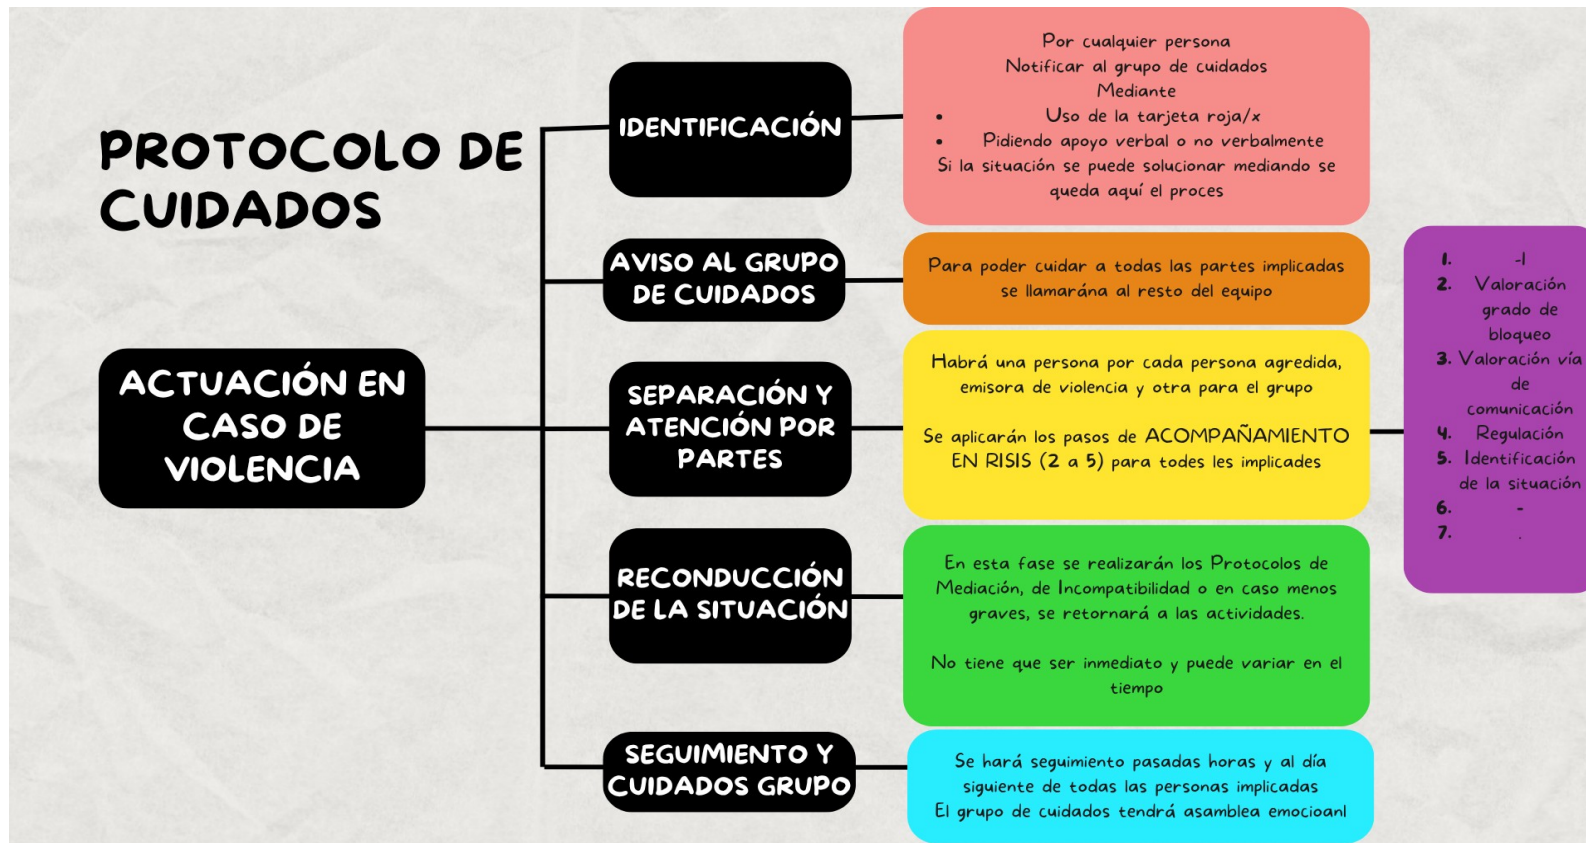 PROTOCOLO DE
CUIDADOS
ACTUACIÓN EN
CASO DE
VIOLENCIA
IDENTIFICACIÓN
Por cualquier persona
Notificar al grupo de cuidados
Mediante
• Uso de la tarjeta roja/x
• Pidiendo apoyo verbal o no verbalmente
Si la situación se puede solucionar mediando se
queda aquí el proces
AVISO AL GRUPO
DE CUIDADOS
Para poder cuidar a todas las partes implicadas
se llamarána al resto del equipo
SEPARACIÓN Y
ATENCIÓN POR
PARTES
Habrá una persona por cada persona agredida,
emisora de violencia y otra para el grupo
Se aplicarán los pasos de ACOMPAÑAMIENTO
EN RISIS (2 a 5) para todes les implicades
1. -l
2. Valoración
grado de
bloqueo
3. Valoración vía
de
comunicación
4. Regulación
5. Identificación
de la situación
6. -
7. .
RECONDUCCIÓN
DE LA SITUACIÓN
En esta fase se realizarán los Protocolos de
Mediación, de Incompatibilidad o en caso menos
graves, se retornará a las actividades.
No tiene que ser inmediato y puede variar en el
tiempo
SEGUIMIENTO Y
CUIDADOS GRUPO
Se hará seguimiento pasadas horas y al día
siguiente de todas las personas implicadas
El grupo de cuidados tendrá asamblea emocioanl